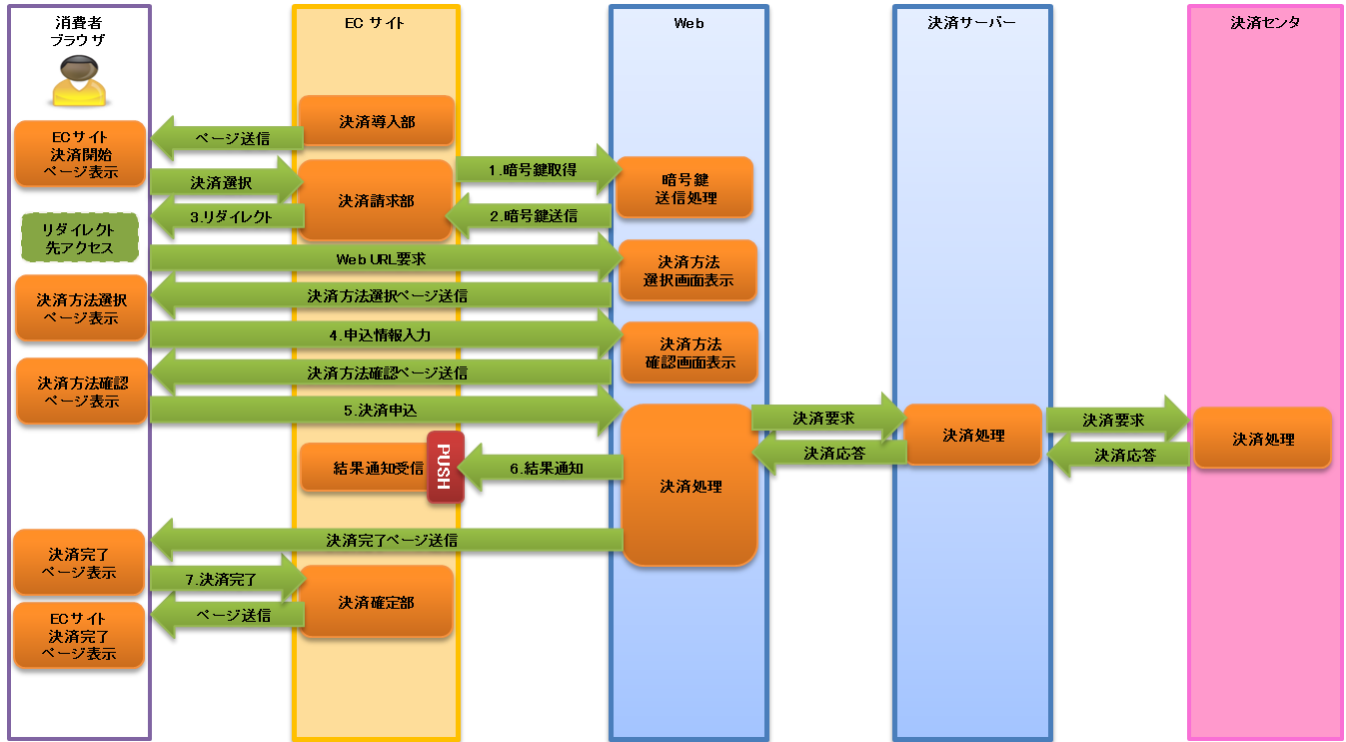 消費者
ブラウザ
ECサイト
Web
決済サーバー
決済センタ
決済導入部
ページ送信
ECサイト
決済開始
ページ表示
決済選択
決済請求部
1.暗号鍵取得
暗号鍵
送信処理
2.暗号鍵送信
3.リダイレクト
リダイレクト
先アクセス
Web URL要求
決済方法
選択画面表示
決済方法選択ページ送信
決済方法選択
ページ表示
4.申込情報入力
決済方法
確認画面表示
決済方法確認ページ送信
決済方法確認
ページ表示
5.決済申込
決済要求
決済処理
決済要求
決済処理
決済応答
決済応答
結果通知受信
PUSH
6.結果通知
決済処理
決済完了ページ送信
決済完了
ページ表示
7.決済完了
決済確定部
ページ送信
ECサイト
決済完了
ページ表示